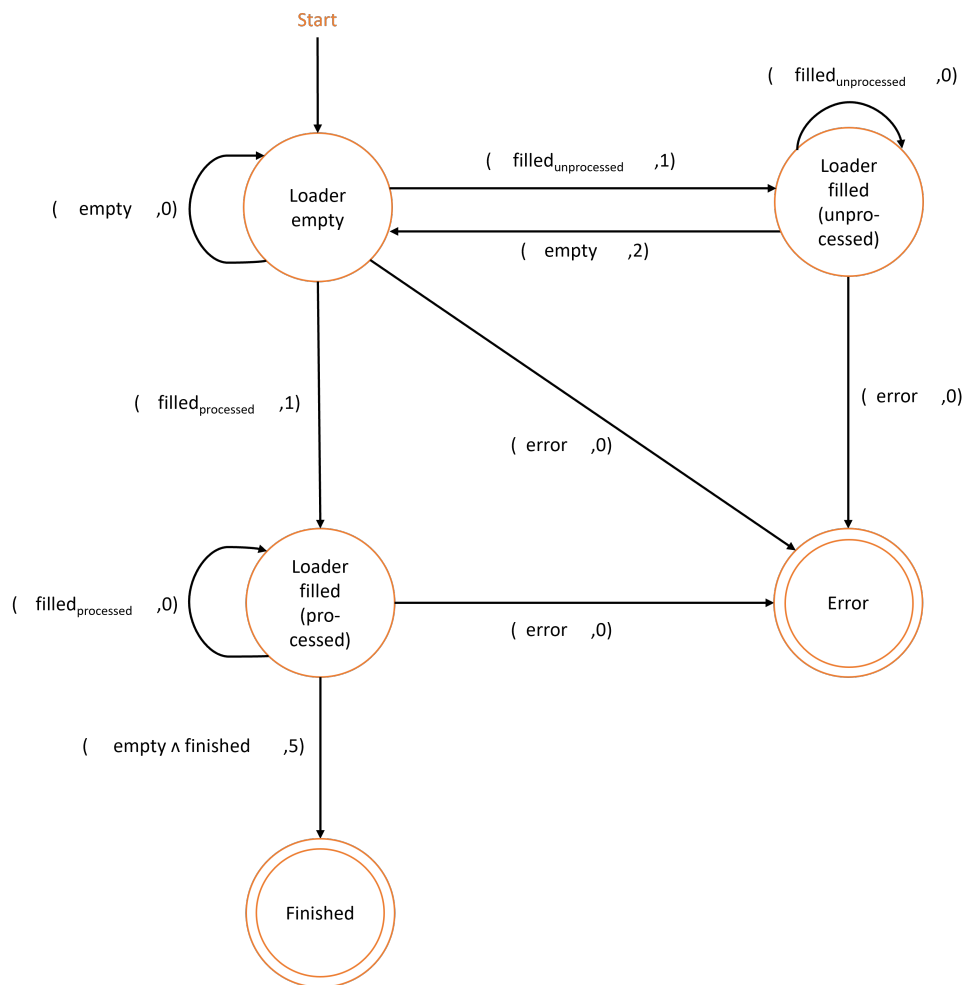 Start
( filledunprocessed ,0)
( filledunprocessed ,1)
Loader
empty
Loader
filled
(unpro-
cessed)
( empty ,0)
( empty ,2)
( filledprocessed ,1)
( error ,0)
( error ,0)
Loader
filled
(pro-
cessed)
( filledprocessed ,0)
Error
( error ,0)
( empty ∧ finished ,5)
Finished